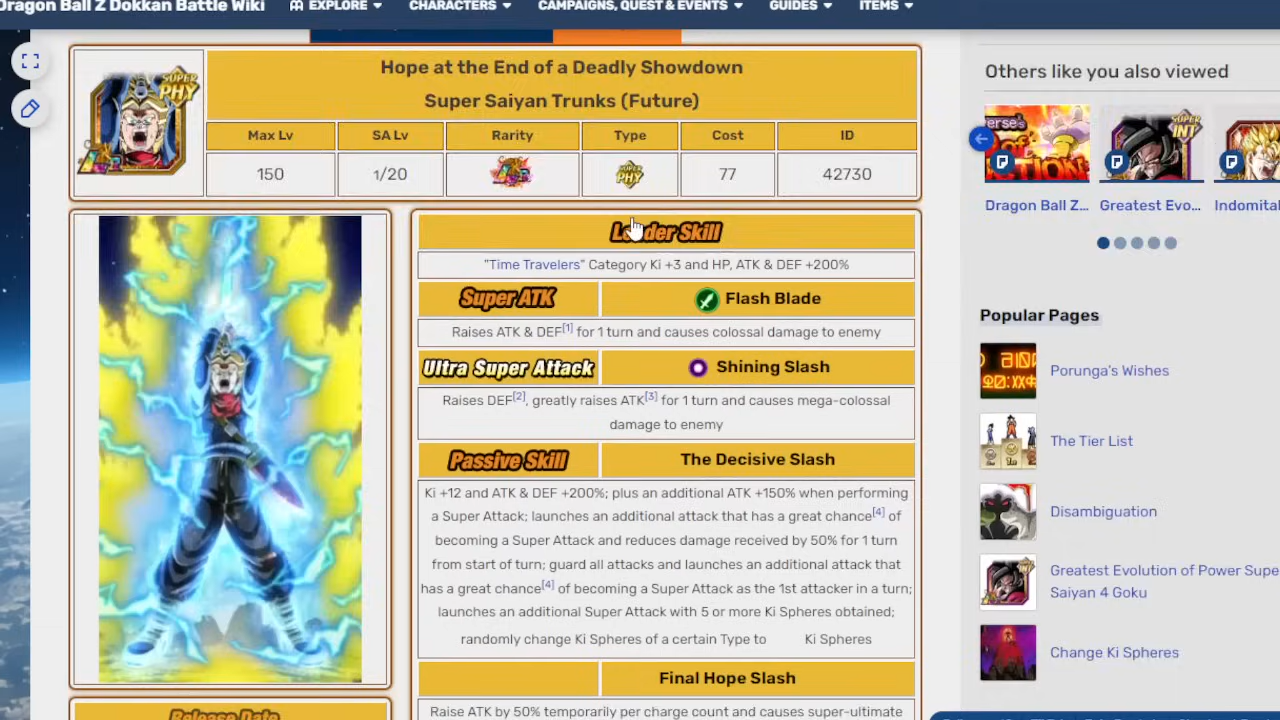 Dragon Ball Z Dokkan Battle Wiki
EXPLORE
CHARACTERS
CAMPAIGNS, QUEST & EVENTS
GUIDES
ITEMS
Hope at the End of a Deadly Showdown
Super Saiyan Trunks (Future)
Max Lv SA Lv Rarity Type Cost ID
150 1/20 SUPER PHY 77 42730
SUPER PHY
Leader Skill
"Time Travelers" Category Ki +3 and HP, ATK & DEF +200%
Super ATK Flash Blade
Raises ATK & DEF[1] for 1 turn and causes colossal damage to enemy
Ultra Super Attack Shining Slash
Raises DEF[2], greatly raises ATK[3] for 1 turn and causes mega-colossal
damage to enemy
Passive Skill The Decisive Slash
Ki +12 and ATK & DEF +200%; plus an additional ATK +150% when performing
a Super Attack; launches an additional attack that has a great chance[4] of
becoming a Super Attack and reduces damage received by 50% for 1 turn
from start of turn; guard all attacks and launches an additional attack that
has a great chance[4] of becoming a Super Attack as the 1st attacker in a turn;
launches an additional Super Attack with 5 or more Ki Spheres obtained;
randomly change Ki Spheres of a certain Type to Ki Spheres
Final Hope Slash
Raise ATK by 50% temporarily per charge count and causes super-ultimate
Release Date
Others like you also viewed
SUPER INT
Dragon Ball Z...
Greatest Evo...
Indomital
Popular Pages
Porunga's Wishes
The Tier List
Disambiguation
Greatest Evolution of Power Supe
Saiyan 4 Goku
Change Ki Spheres